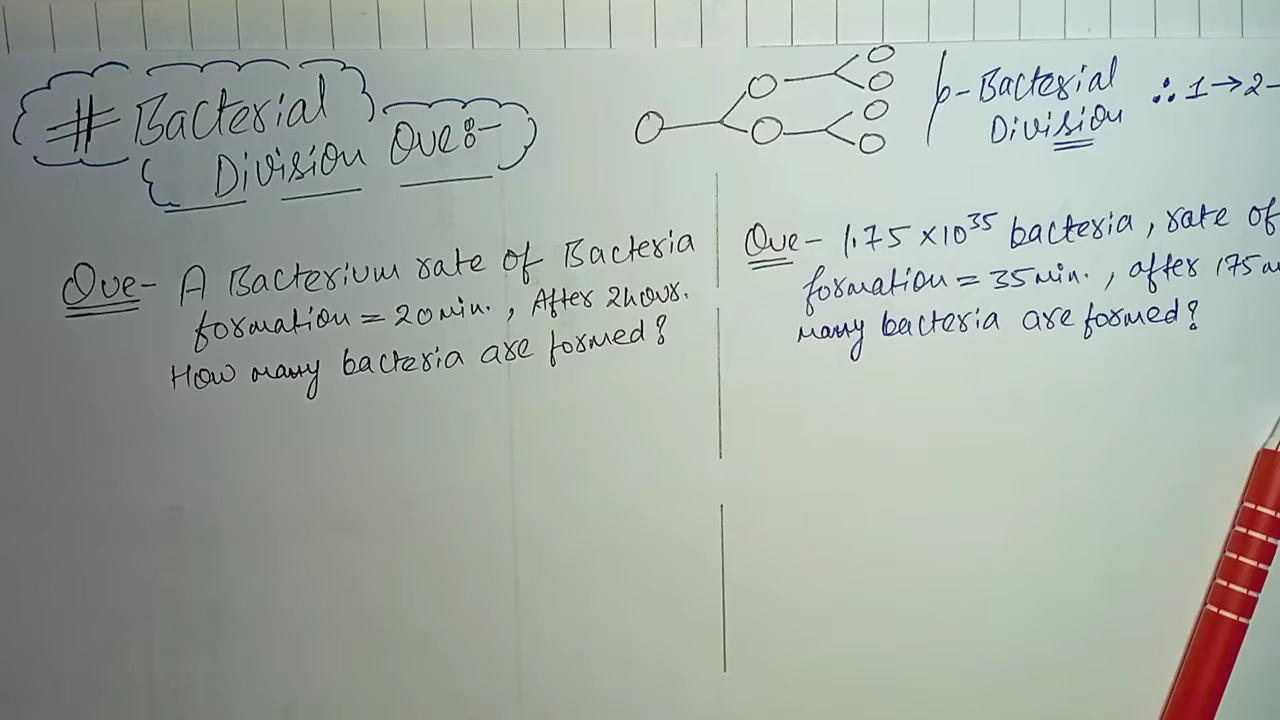 # Bacterial
Division Que:-
b-Bacterial
Division
∴ 1→2-
Que- A Bacterium rate of Bacteria
formation = 20 min. , After 2 hour.
How many bacteria are formed?
Que- 1.75 × 10³⁵ bacteria, rate of
formation = 35 min. , after 175 m
many bacteria are formed?